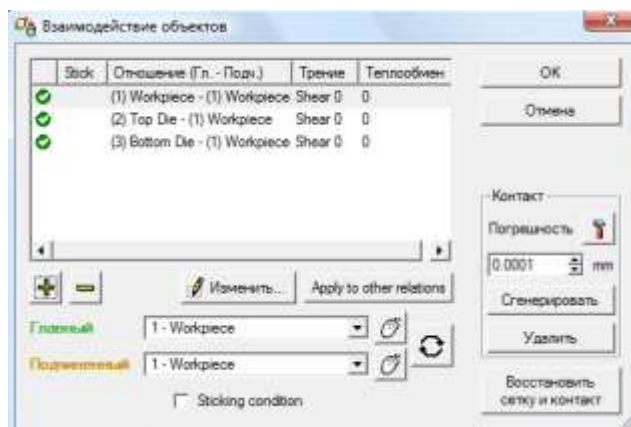 Взаимодействие объектов
Stick Отношение (Гл. - Подч.) Трение Теплообмен
(1) Workpiece - (1) Workpiece Shear 0 0
(2) Top Die - (1) Workpiece Shear 0 0
(3) Bottom Die - (1) Workpiece Shear 0 0
OK
Отмена
Контакт
Погрешность
0.0001 mm
Сгенерировать
Удалить
Восстановить
сетку и контакт
Изменить... Apply to other relations
Главный 1 - Workpiece
Подчиненный 1 - Workpiece
Sticking condition